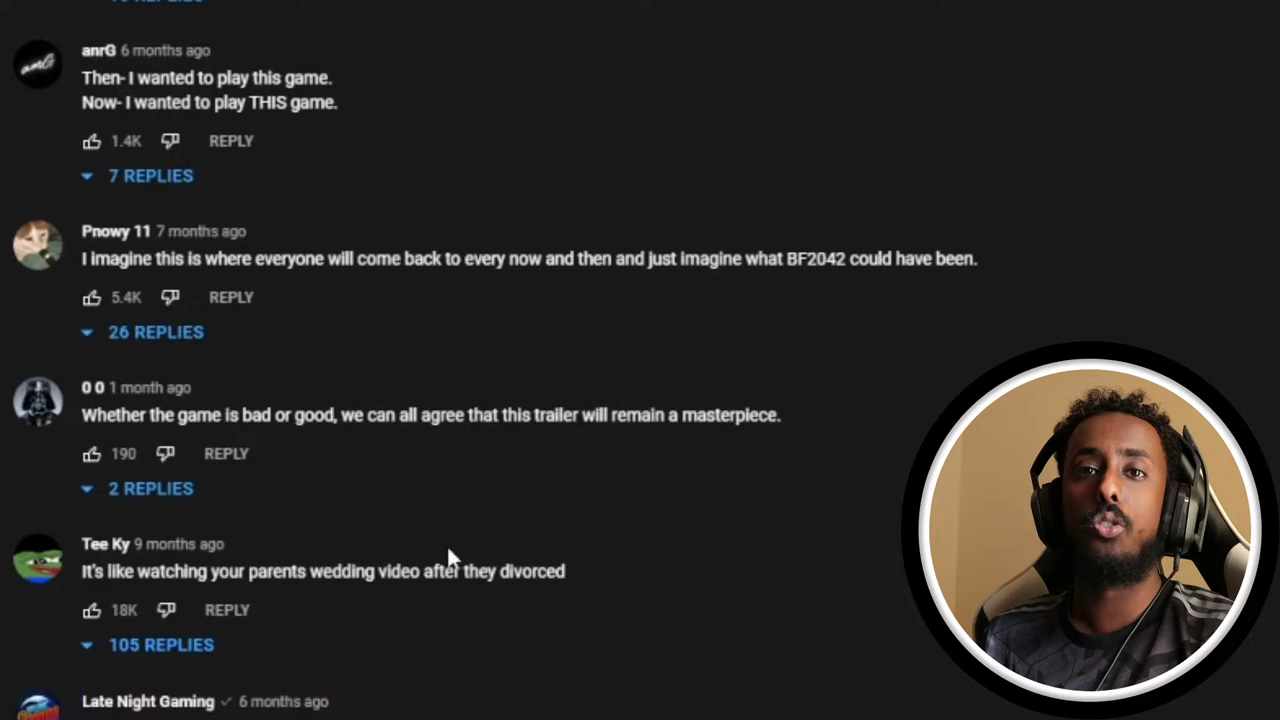 anrG 6 months ago
Then- I wanted to play this game.
Now- I wanted to play THIS game.
1.4K REPLY
7 REPLIES
Pnowy 11 7 months ago
I imagine this is where everyone will come back to every now and then and just imagine what BF2042 could have been.
5.4K REPLY
26 REPLIES
0 0 1 month ago
Whether the game is bad or good, we can all agree that this trailer will remain a masterpiece.
190 REPLY
2 REPLIES
Tee Ky 9 months ago
It's like watching your parents wedding video after they divorced
18K REPLY
105 REPLIES
Late Night Gaming 6 months ago